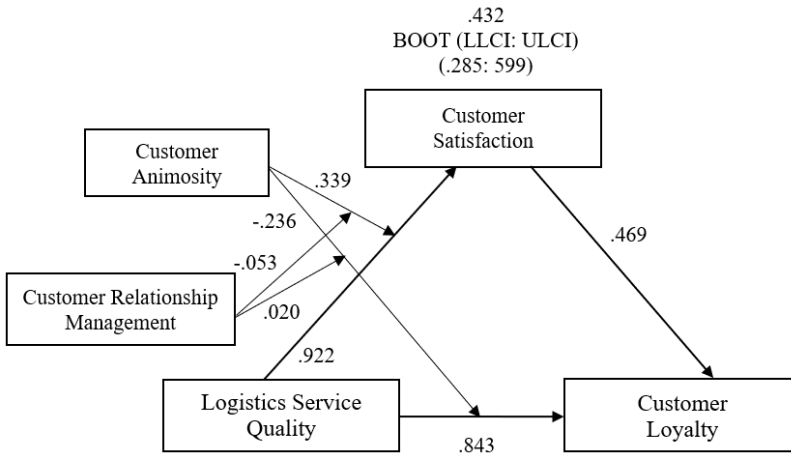 .432
BOOT (LLCI: ULCI)
(.285: 599)
Customer
Satisfaction
Customer
Animosity
.339
-.236
.469
-.053
Customer Relationship
Management
.020
.922
Logistics Service
Quality
.843
Customer
Loyalty